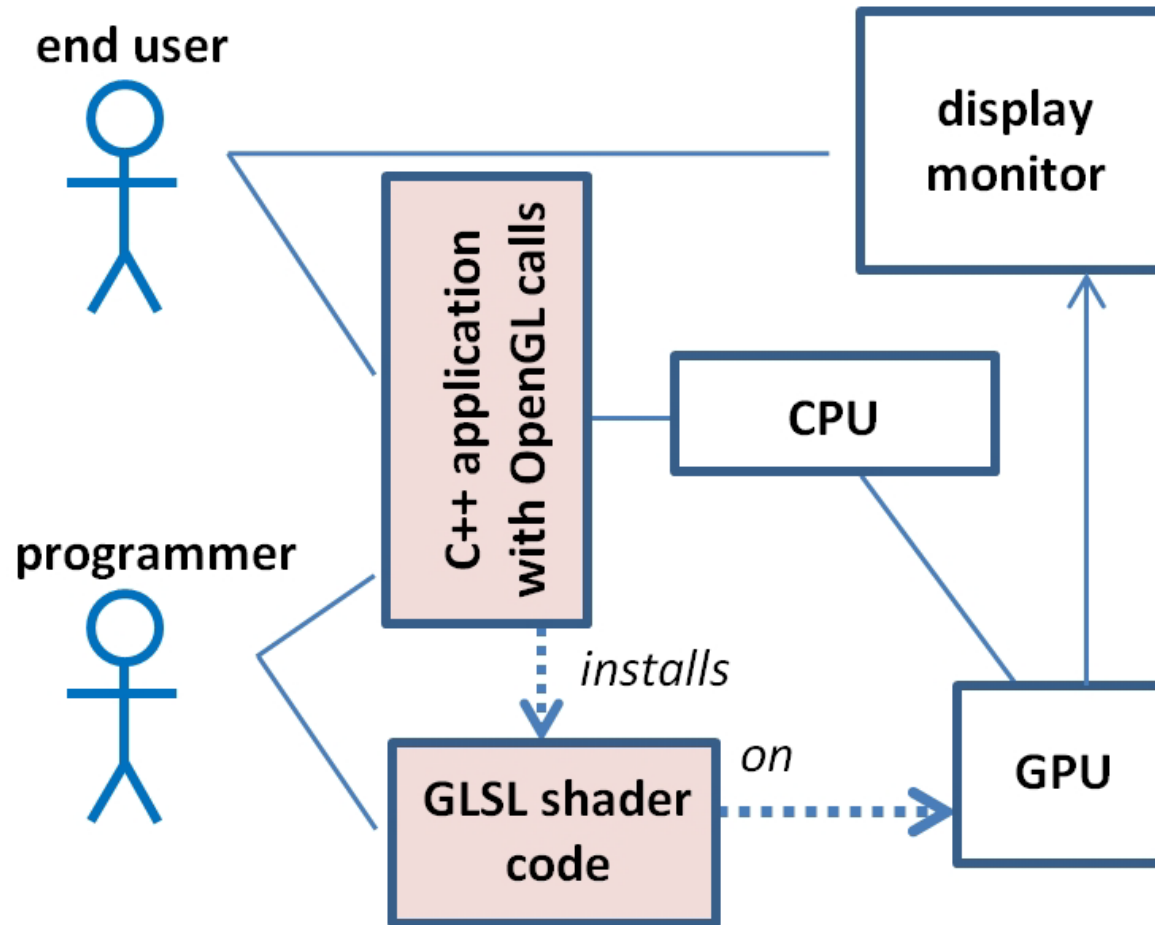 end user
display
monitor
C++ application
with OpenGL calls
CPU
programmer
installs
on
GLSL shader
code
GPU